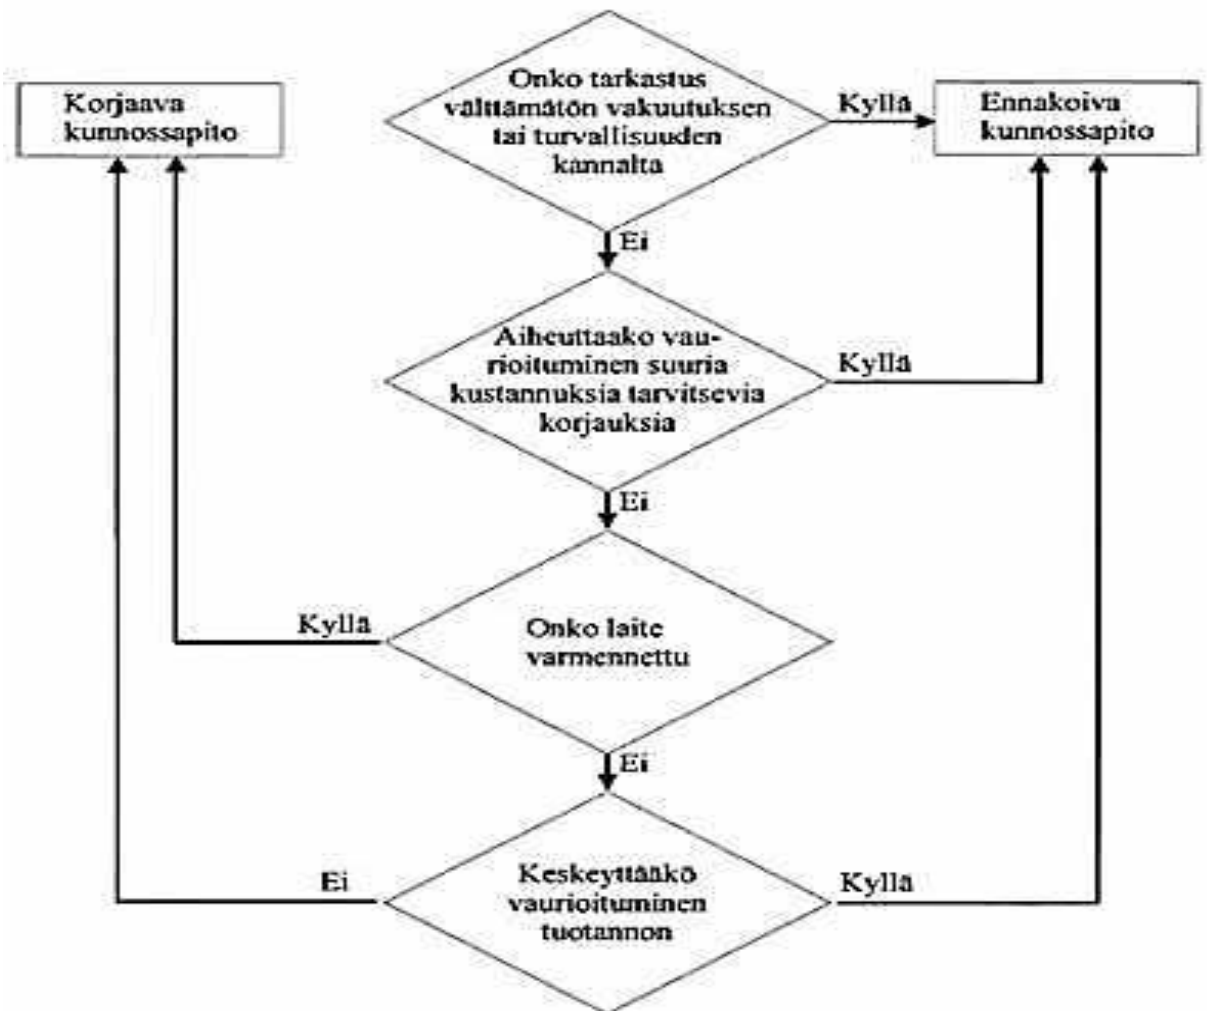 Onko tarkastus
välttämätön vakuutuksen
tai turvallisuuden
kannalta
Kyllä
Ennakoiva
kunnossapito
Korjaava
kunnossapito
Ei
Aiheuttaako vau-
rioituminen suuria
kustannuksia tarvitsevia
korjauksia
Kyllä
Ei
Kyllä
Onko laite
varmennettu
Ei
Ei
Keskeyttääkö
vaurioituminen
tuotannon
Kyllä